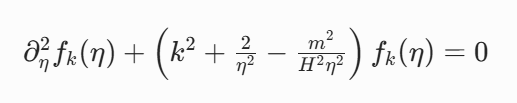 ∂²_η f_k(η) + (k² + 2/η² − m²/(H²η²)) f_k(η) = 0